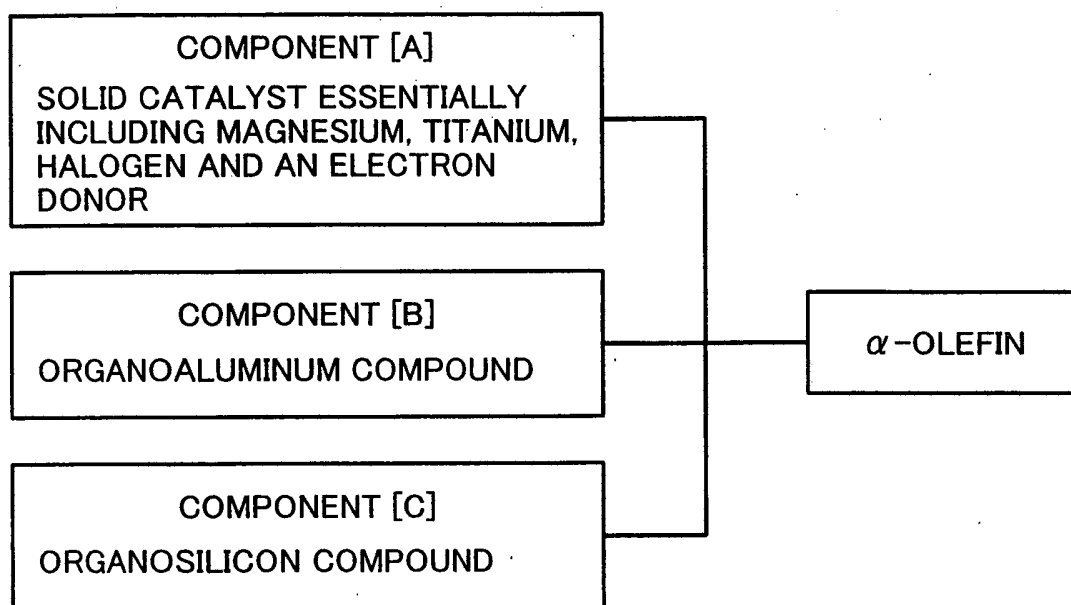 COMPONENT [A]
SOLID CATALYST ESSENTIALLY
INCLUDING MAGNESIUM, TITANIUM,
HALOGEN AND AN ELECTRON
DONOR
COMPONENT [B]
ORGANOALUMINUM COMPOUND
α-OLEFIN
COMPONENT [C]
ORGANOSILICON COMPOUND